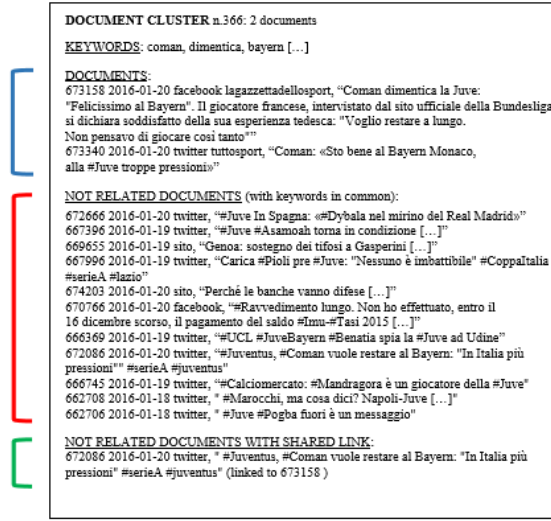 DOCUMENT CLUSTER n.366: 2 documents
KEYWORDS: coman, dimentica, bayern […]
DOCUMENTS:
673158 2016-01-20 facebook lagazzettadellosport, “Coman dimentica la Juve:
"Felicissimo al Bayern". Il giocatore francese, intervistato dal sito ufficiale della Bundesliga
si dichiara soddisfatto della sua esperienza tedesca: "Voglio restare a lungo.
Non pensavo di giocare così tanto"”
673340 2016-01-20 twitter tuttosport, “Coman: «Sto bene al Bayern Monaco,
alla #Juve troppe pressioni»”
NOT RELATED DOCUMENTS (with keywords in common):
672666 2016-01-20 twitter, “#Juve In Spagna: «#Dybala nel mirino del Real Madrid»”
667396 2016-01-19 twitter, “#Juve #Asamoah torna in condizione […]”
669655 2016-01-19 sito, “Genoa: sostegno dei tifosi a Gasperini […]”
667996 2016-01-19 twitter, “Carica #Pioli pre #Juve: "Nessuno è imbattibile" #CoppaItalia
#serieA #lazio”
674203 2016-01-20 sito, “Perché le banche vanno difese […]”
670766 2016-01-20 facebook, “#Ravvedimento lungo. Non ho effettuato, entro il
16 dicembre scorso, il pagamento del saldo #Imu-#Tasi 2015 […]”
666369 2016-01-19 twitter, “#UCL #JuveBayern #Benatia spia la #Juve ad Udine”
672086 2016-01-20 twitter, “#Juventus, #Coman vuole restare al Bayern: "In Italia più
pressioni"" #serieA #juventus"
666745 2016-01-19 twitter, “#Calciomercato: #Mandragora è un giocatore della #Juve"
662708 2016-01-18 twitter, " #Marocchi, ma cosa dici? Napoli-Juve […]"
662706 2016-01-18 twitter, " #Juve #Pogba fuori è un messaggio"
NOT RELATED DOCUMENTS WITH SHARED LINK:
672086 2016-01-20 twitter, " #Juventus, #Coman vuole restare al Bayern: "In Italia più
pressioni" #serieA #juventus" (linked to 673158 )